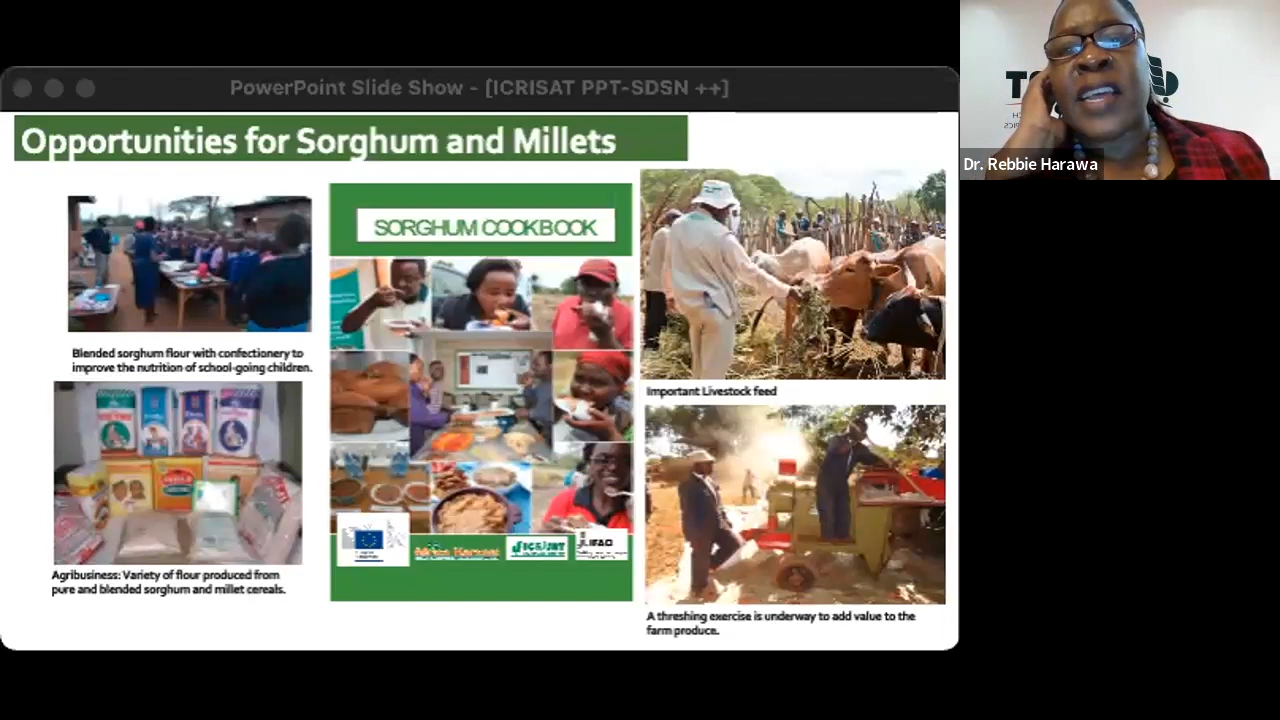 PowerPoint Slide Show - [ICRISAT PPT-SDSN ++]
Opportunities for Sorghum and Millets
Blended sorghum flour with confectionery to
improve the nutrition of school-going children.
Agribusiness: Variety of flour produced from
pure and blended sorghum and millet cereals.
SORGHUM COOKBOOK
ICRISAT
IFAD
Important Livestock feed
A threshing exercise is underway to add value to the
farm produce.
Dr. Rebbie Harawa